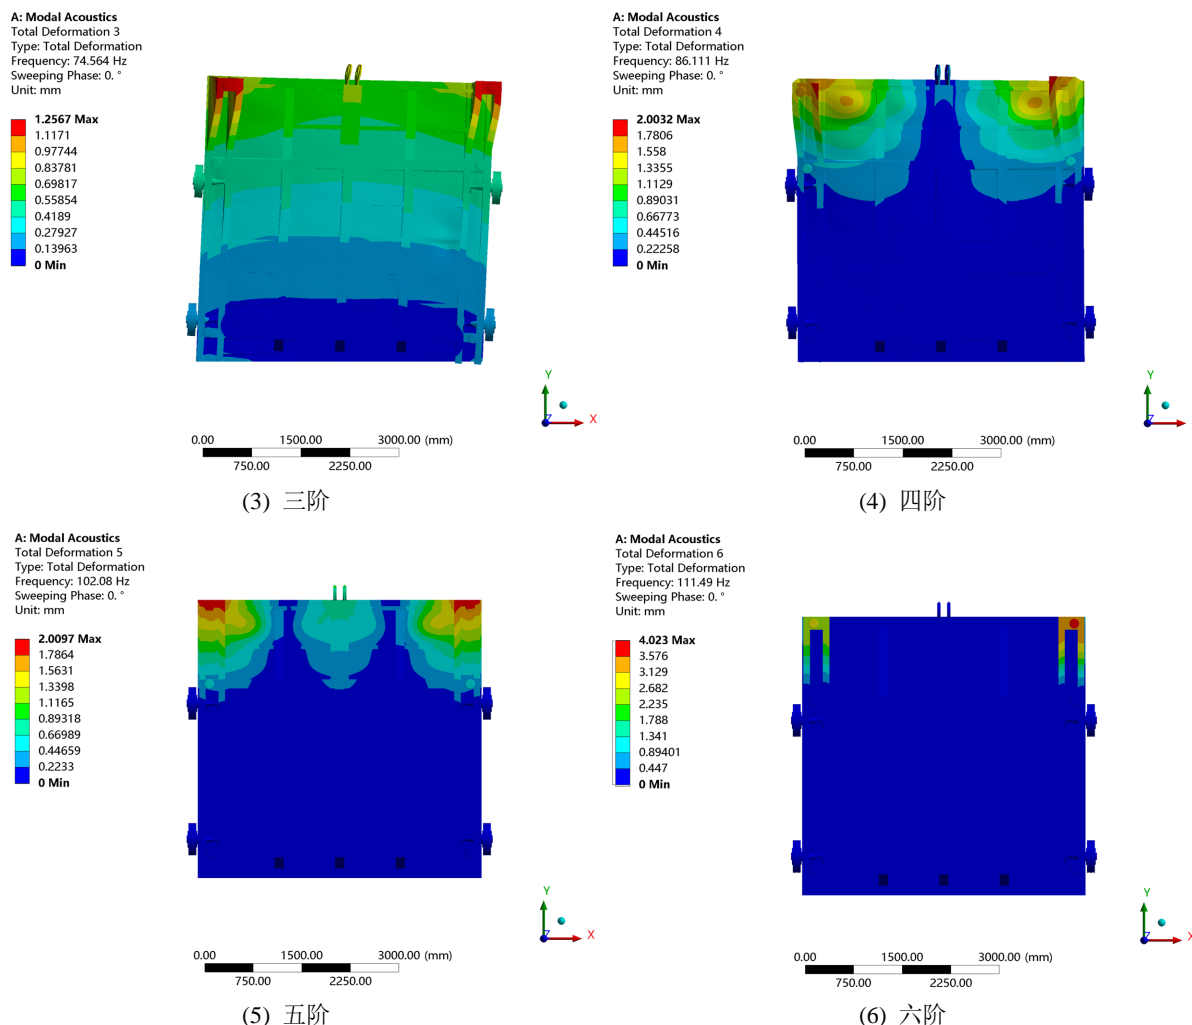 A: Modal Acoustics
Total Deformation 3
Type: Total Deformation
Frequency: 74.564 Hz
Sweeping Phase: 0. °
Unit: mm
1.2567 Max
1.1171
0.97744
0.83781
0.69817
0.55854
0.4189
0.27927
0.13963
0 Min
Y
X
Z
0.00 1500.00 3000.00 (mm)
750.00 2250.00
(3) 三阶
A: Modal Acoustics
Total Deformation 4
Type: Total Deformation
Frequency: 86.111 Hz
Sweeping Phase: 0. °
Unit: mm
2.0032 Max
1.7806
1.558
1.3355
1.1129
0.89031
0.66773
0.44516
0.22258
0 Min
Y
Z
0.00 1500.00 3000.00 (mm)
750.00 2250.00
(4) 四阶
A: Modal Acoustics
Total Deformation 5
Type: Total Deformation
Frequency: 102.08 Hz
Sweeping Phase: 0. °
Unit: mm
2.0097 Max
1.7864
1.5631
1.3398
1.1165
0.89318
0.66989
0.44659
0.2233
0 Min
Y
X
Z
0.00 1500.00 3000.00 (mm)
750.00 2250.00
(5) 五阶
A: Modal Acoustics
Total Deformation 6
Type: Total Deformation
Frequency: 111.49 Hz
Sweeping Phase: 0. °
Unit: mm
4.023 Max
3.576
3.129
2.682
2.235
1.788
1.341
0.89401
0.447
0 Min
Y
X
Z
0.00 1500.00 3000.00 (mm)
750.00 2250.00
(6) 六阶